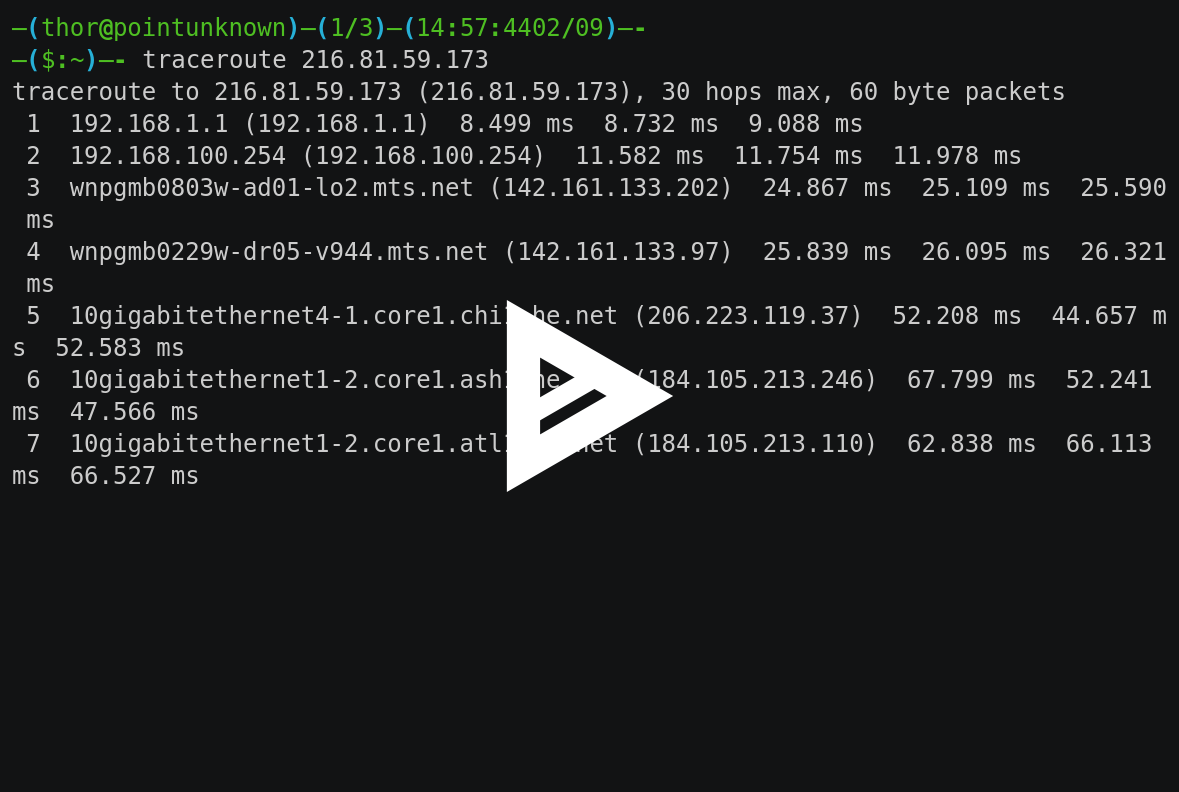 —(thor@pointunknown)—(1/3)—(14:57:4402/09)—-
—($:~)—- traceroute 216.81.59.173
traceroute to 216.81.59.173 (216.81.59.173), 30 hops max, 60 byte packets
1  192.168.1.1 (192.168.1.1)  8.499 ms  8.732 ms  9.088 ms
2  192.168.100.254 (192.168.100.254)  11.582 ms  11.754 ms  11.978 ms
3  wnpgmb0803w-ad01-lo2.mts.net (142.161.133.202)  24.867 ms  25.109 ms  25.590
ms
4  wnpgmb0229w-dr05-v944.mts.net (142.161.133.97)  25.839 ms  26.095 ms  26.321
ms
5  10gigabitethernet4-1.core1.chi1.he.net (206.223.119.37)  52.208 ms  44.657 m
s  52.583 ms
6  10gigabitethernet1-2.core1.ash1.he (184.105.213.246)  67.799 ms  52.241
ms  47.566 ms
7  10gigabitethernet1-2.core1.atl net (184.105.213.110)  62.838 ms  66.113
ms  66.527 ms